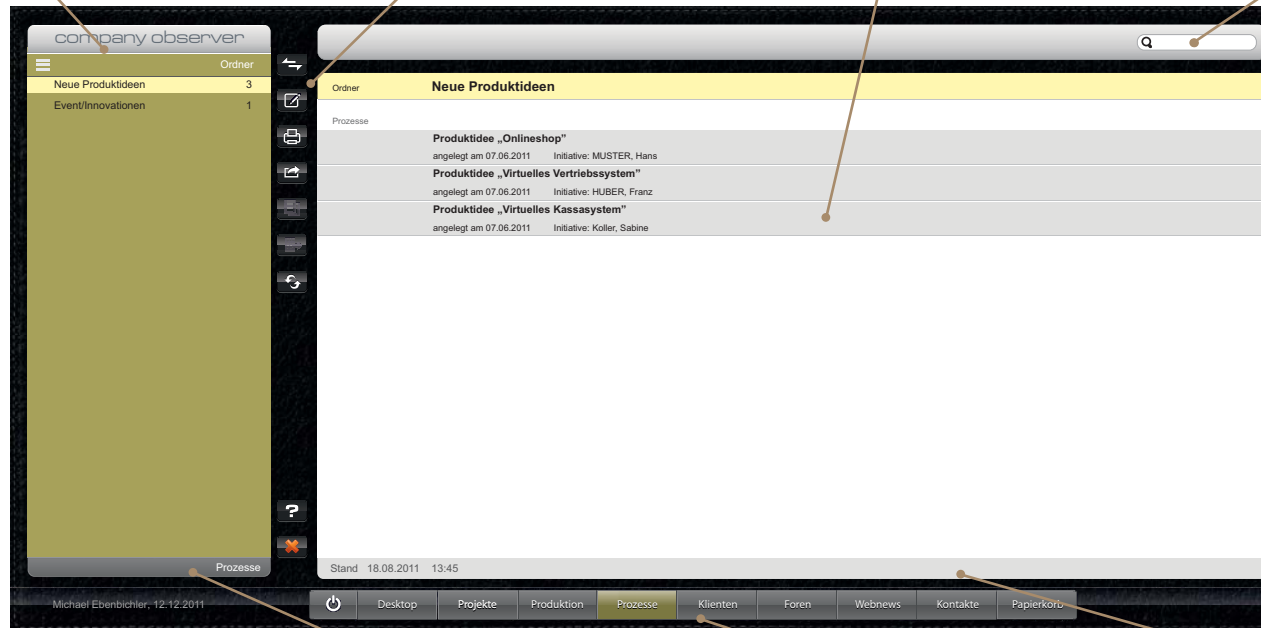 company observer
Ordner
Neue Produktideen 3
Event/Innovationen 1
Prozesse
Michael Ebenbichler, 12.12.2011
Ordner Neue Produktideen
Prozesse
Produktidee „Onlineshop”
angelegt am 07.06.2011 Initiative: MUSTER, Hans
Produktidee „Virtuelles Vertriebssystem”
angelegt am 07.06.2011 Initiative: HUBER, Franz
Produktidee „Virtuelles Kassasystem”
angelegt am 07.06.2011 Initiative: Koller, Sabine
?
Stand 18.08.2011 13:45
Desktop Projekte Produktion Prozesse Klienten Foren Webnews Kontakte Papierkorb